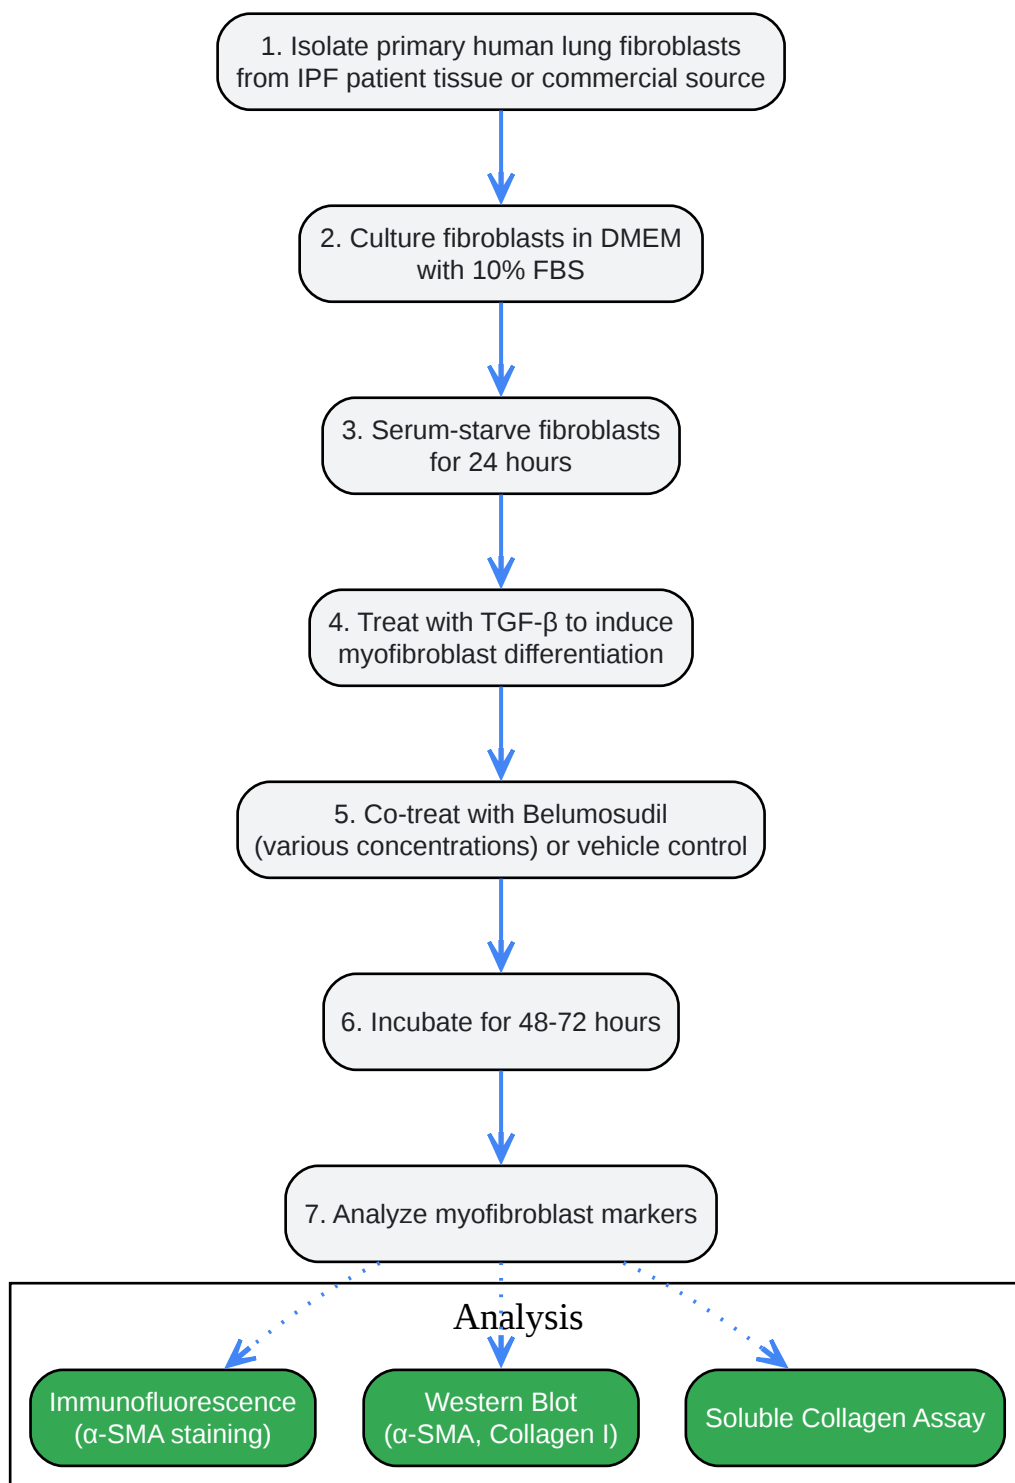 1. Isolate primary human lung fibroblasts
from IPF patient tissue or commercial source
2. Culture fibroblasts in DMEM
with 10% FBS
3. Serum-starve fibroblasts
for 24 hours
4. Treat with TGF-β to induce
myofibroblast differentiation
5. Co-treat with Belumosudil
(various concentrations) or vehicle control
6. Incubate for 48-72 hours
7. Analyze myofibroblast markers
Analysis
Immunofluorescence
(α-SMA staining)
Western Blot
(α-SMA, Collagen I)
Soluble Collagen Assay